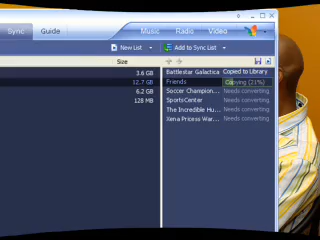 Sync Guide Music Radio Video
New List Add to Sync List
Size
3.6 GB Battlestar Galactica Copied to Library
12.7 GB Friends Copying (21%)
6.2 GB Soccer Champion... Needs converting
128 MB SportsCenter Needs converting
The Incredible Hu... Needs converting
Xena Pricess War... Needs converting